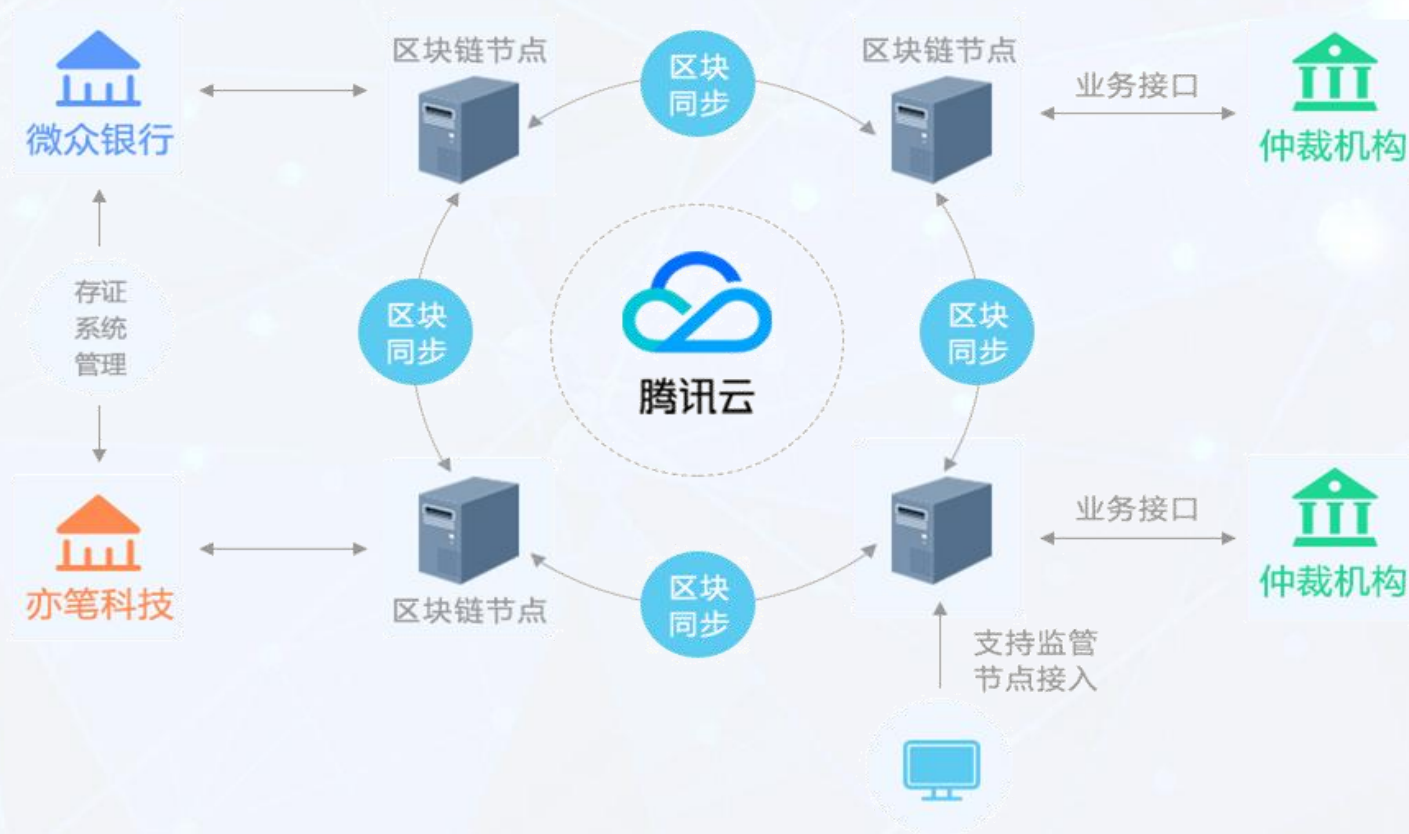 区块链节点
区块
同步
区块链节点
业务接口
微众银行
仲裁机构
存证
系统
管理
区块
同步
腾讯云
区块
同步
业务接口
亦笔科技
区块链节点
区块
同步
仲裁机构
支持监管
节点接入